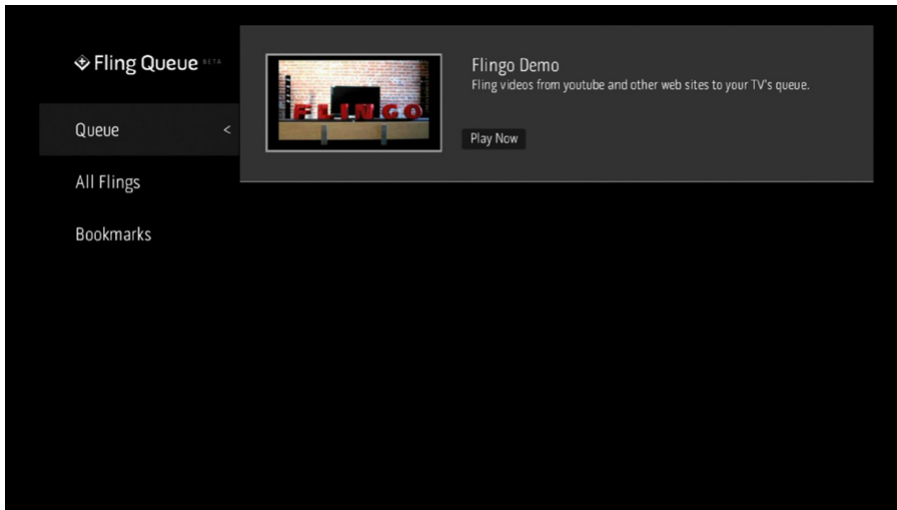 Fling Queue BETA
Queue <
All Flings
Bookmarks
FLINGO
Flingo Demo
Fling videos from youtube and other web sites to your TV's queue.
Play Now